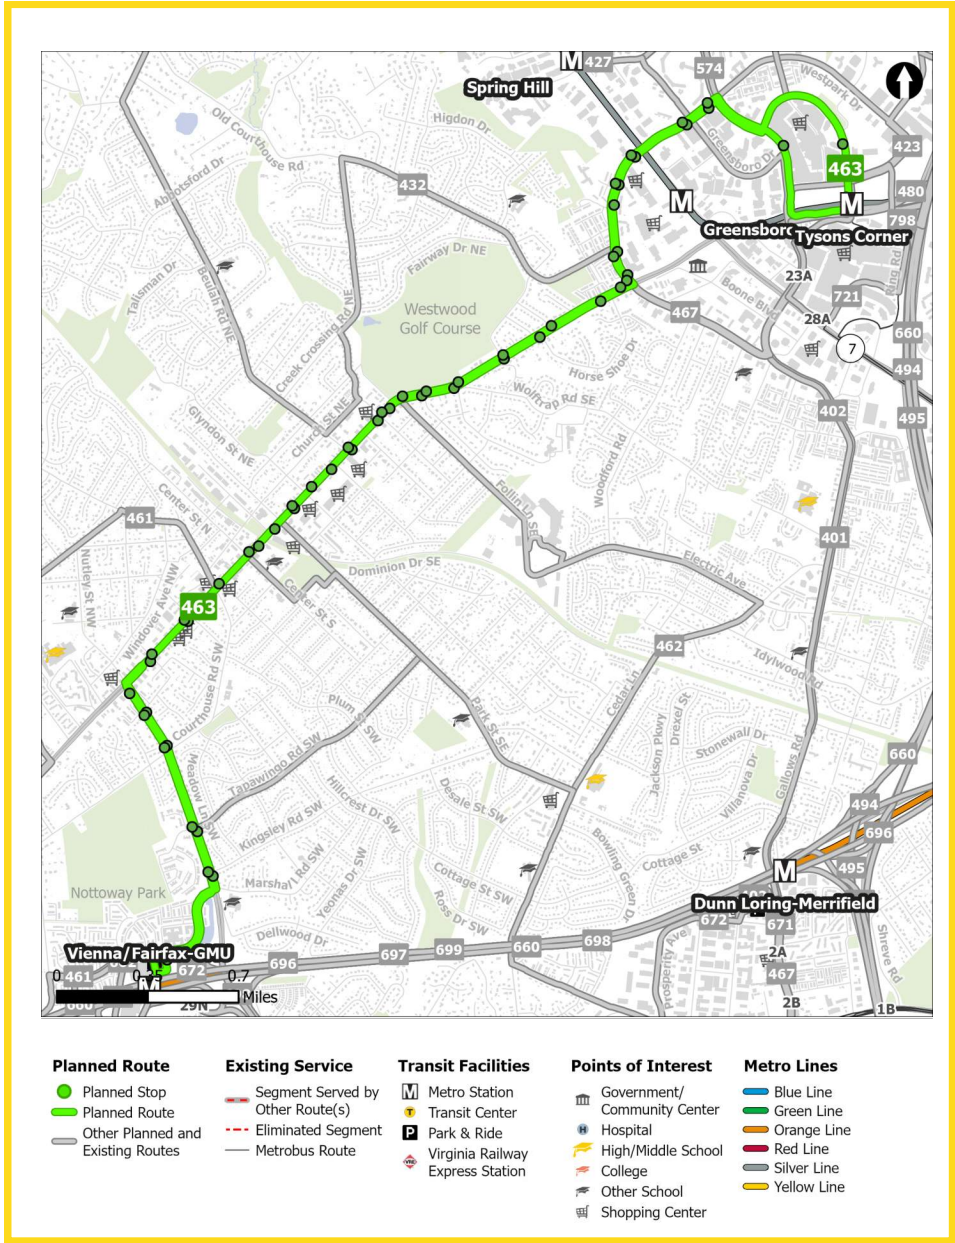 427
574
Spring Hill
Westpark Dr
Higdon Dr
Old Courthouse Rd
Greensboro Dr
423
Abbotsford Dr
463
432
480
798
Greensboro
Tysons Corner
Fairway Dr NE
23A
Ring Rd
Talisman Dr
Beulah Rd NE
Boone Blvd
721
Westwood
Golf Course
467
28A
660
7
Creek Crossing Rd NE
Horse Shoe Dr
494
Wolftrap Rd SE
402
495
Glyndon St NE
Church St NE
Woodford Rd
Center St N
Follin Ln SE
461
401
Nutley St NW
Dominion Dr SE
Electric Ave
Windover Ave NW
Center St S
463
462
Idylwood Rd
Courthouse Rd SW
Cedar Ln
Plum St SW
Park St SE
Drexel St
Jackson Pkwy
Stonewall Dr
660
Meadow Ln SW
Tapawingo Rd SW
Villanova Dr
Gallows Rd
Hillcrest Dr SW
Desale St SW
494
Kingsley Rd SW
696
Bowling Green Dr
Cottage St
Marshall Rd SW
Yeonas Dr SW
Cottage St SW
495
Nottoway Park
Dunn Loring-Merrifield
Ross Dr SW
672
671
Dellwood Dr
Vienna/Fairfax-GMU
697
699
660
698
2A
Shreve Rd
461
672
696
467
Prosperity Ave
0
0.7
Miles
29N
2B
1B
Planned Route
Planned Stop
Planned Route
Other Planned and
Existing Routes
Existing Service
Segment Served by
Other Route(s)
Eliminated Segment
Metrobus Route
Transit Facilities
M Metro Station
T Transit Center
P Park & Ride
VRE Virginia Railway
Express Station
Points of Interest
Government/
Community Center
H Hospital
High/Middle School
College
Other School
Shopping Center
Metro Lines
Blue Line
Green Line
Orange Line
Red Line
Silver Line
Yellow Line